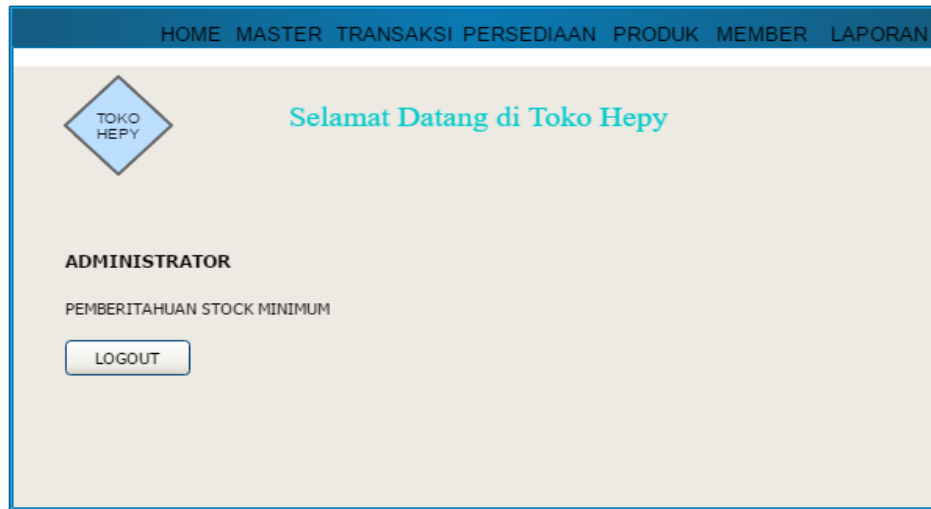 HOME MASTER TRANSAKSI PERSEDIAAN PRODUK MEMBER LAPORAN
TOKO
HEPY
Selamat Datang di Toko Hepy
ADMINISTRATOR
PEMBERITAHUAN STOCK MINIMUM
LOGOUT